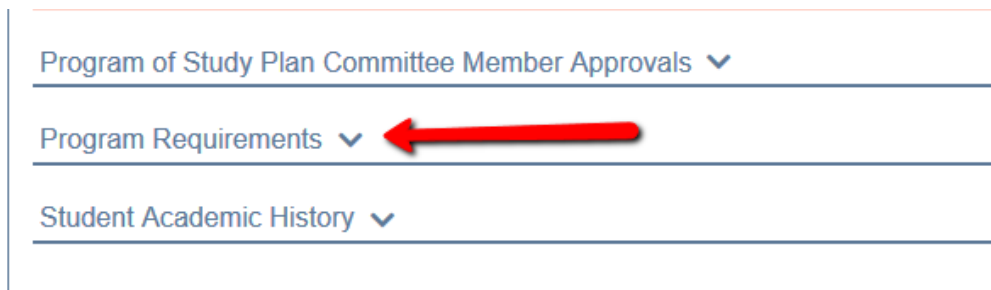 Program of Study Plan Committee Member Approvals
Program Requirements
Student Academic History